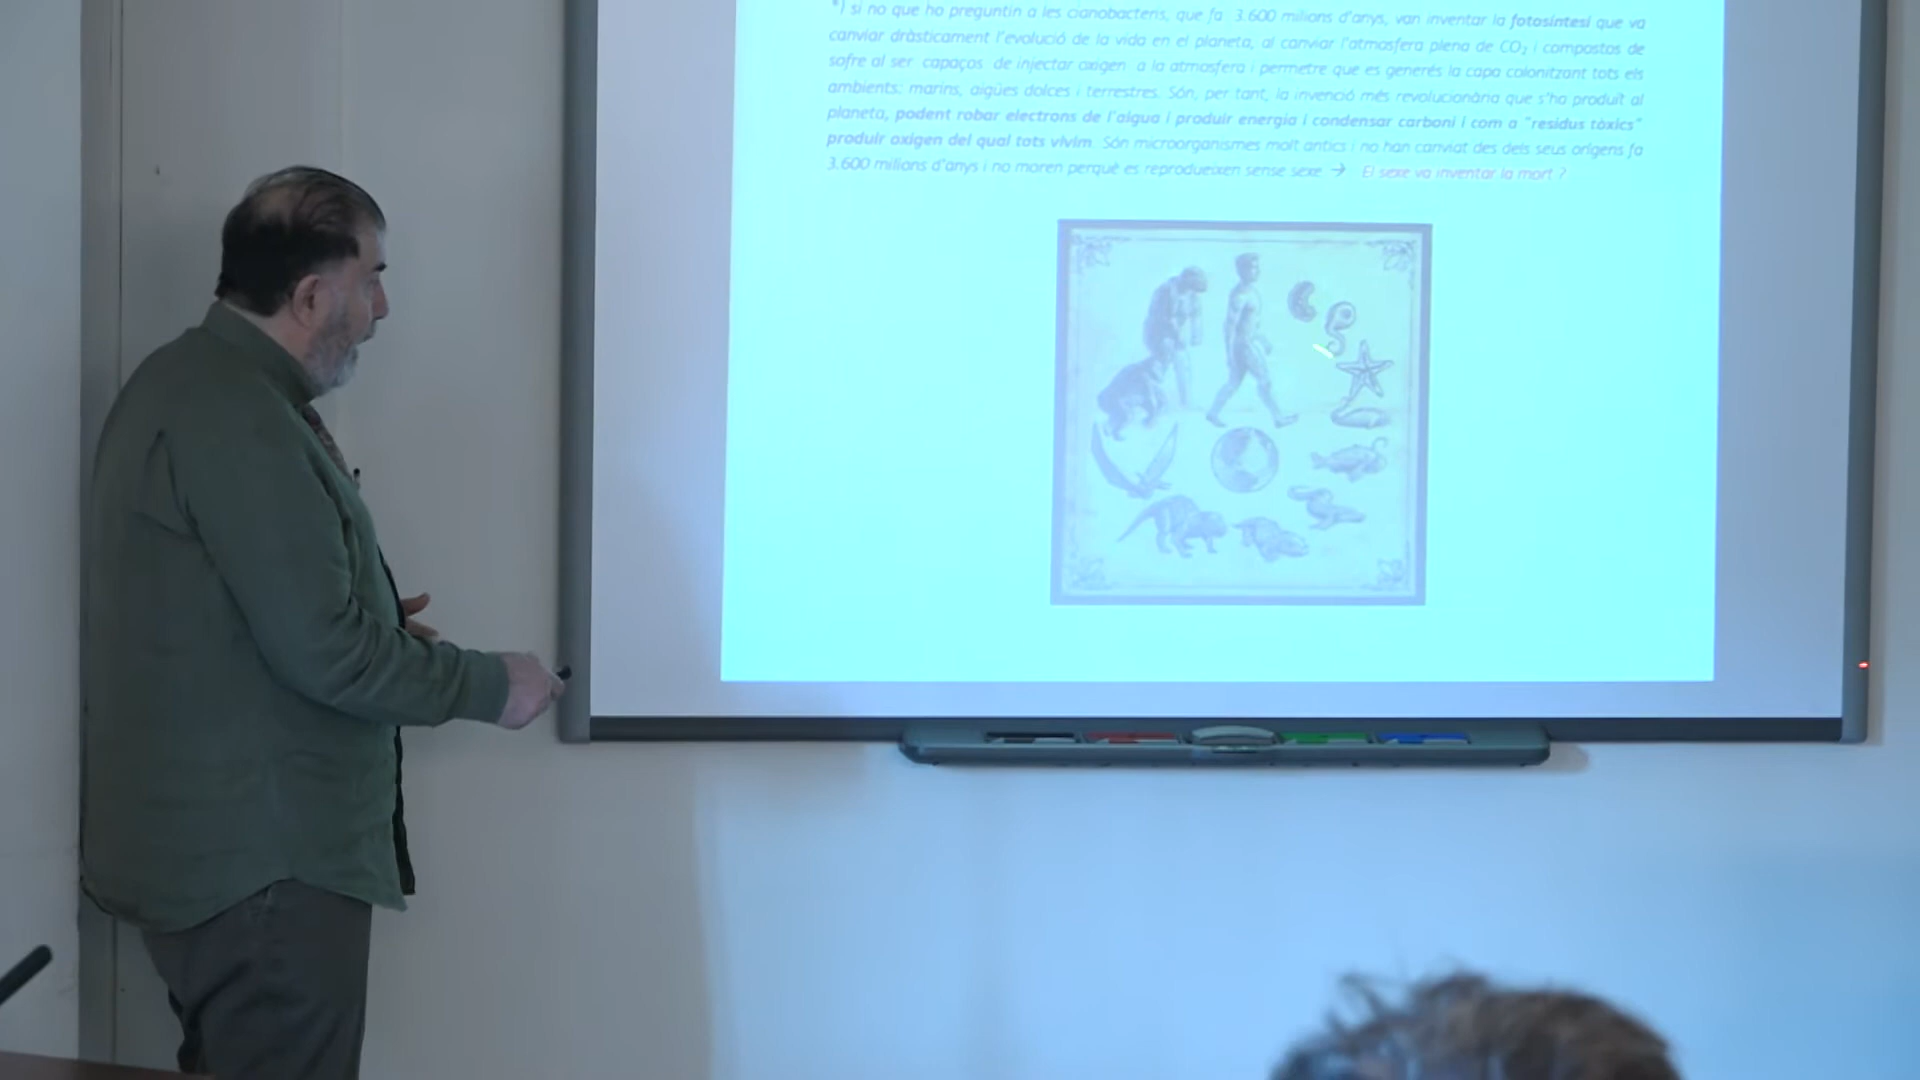 *) si no que ho preguntin a les cianobacteris, que fa 3.600 milions d'anys, van inventar la fotosíntesi que va
canviar dràsticament l'evolució de la vida en el planeta, al canviar l'atmosfera plena de CO₂ i compostos de
sofre al ser capaços de injectar oxigen a la atmosfera i permetre que es generés la capa colonitzant tots els
ambients: marins, aigües dolces i terrestres. Són, per tant, la invenció més revolucionària que s'ha produït al
planeta, podent robar electrons de l'aigua i produir energia i condensar carboni i com a "residus tòxics"
produir oxigen del qual tots vivim. Són microorganismes molt antics i no han canviat des dels seus orígens fa
3.600 milions d'anys i no moren perquè es reprodueixen sense sexe → El sexe va inventar la mort ?